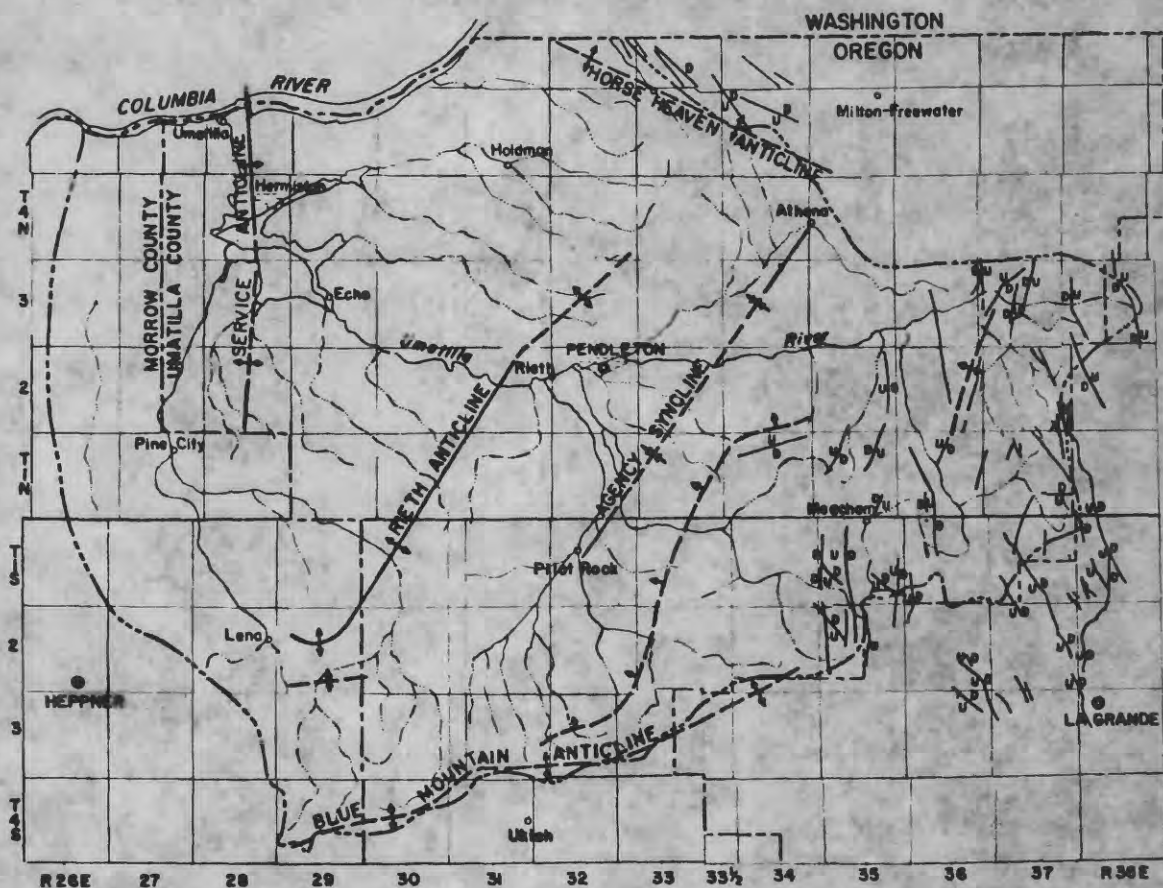 WASHINGTON
OREGON
COLUMBIA RIVER
Umatilla
HORSE HEAVEN ANTICLINE
Milton-Freewater
Holdman
Hermiston
Athena
MORROW COUNTY
UMATILLA COUNTY
SERVICE ANTICLINE
Echo
Umatilla River
PENDLETON
Rieth
Pine City
RIETH ANTICLINE
AGENCY SYNCLINE
Meacham
Pilot Rock
Lena
HEPPNER
LA GRANDE
BLUE MOUNTAIN ANTICLINE
Ukiah
T4N
3
2
T1N
T1S
2
3
T4S
R26E 27 28 29 30 31 32 33 33½ 34 35 36 37 R38E